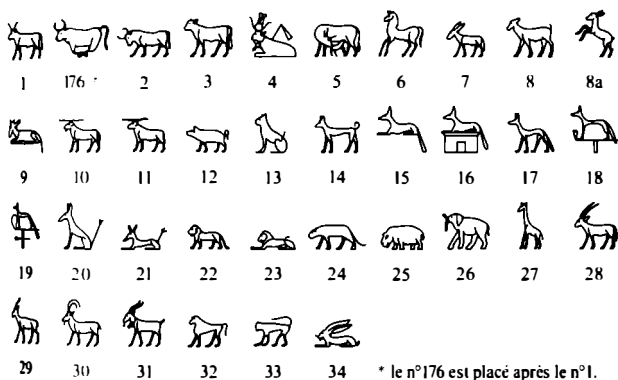 1 176 * 2 3 4 5 6 7 8 8a
9 10 11 12 13 14 15 16 17 18
19 20 21 22 23 24 25 26 27 28
29 30 31 32 33 34 * le n°176 est placé après le n°1.